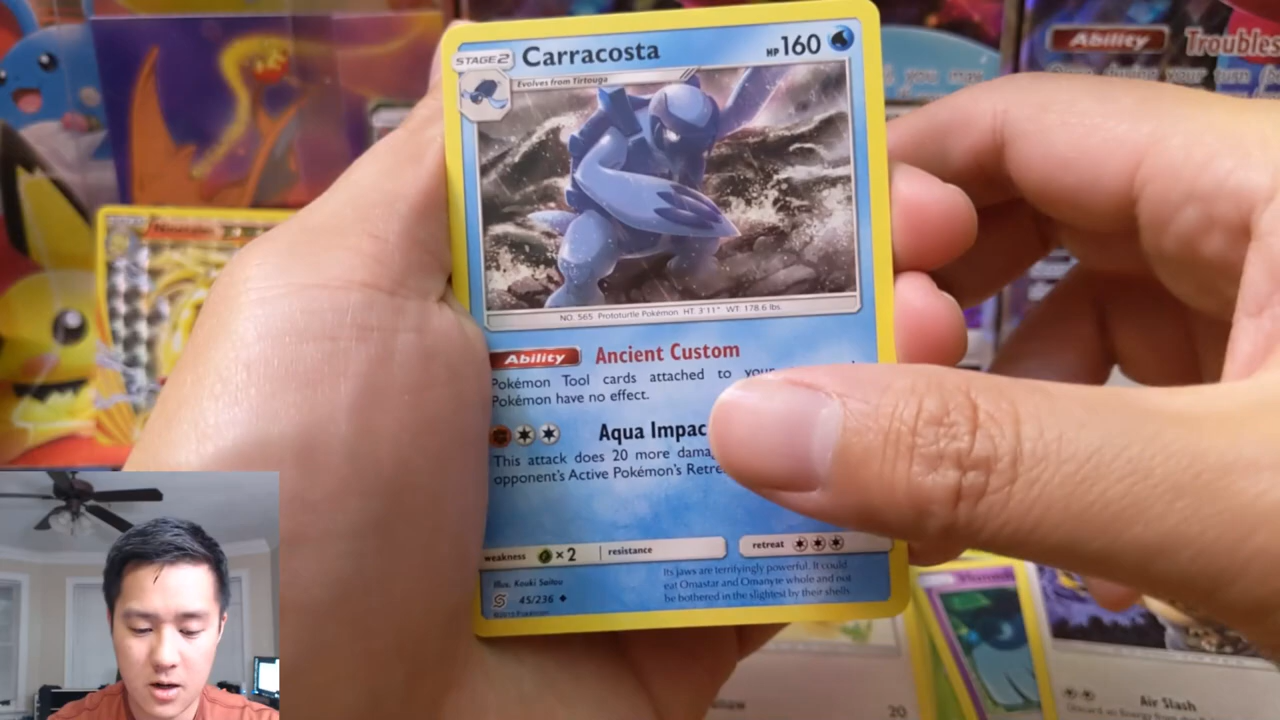 STAGE 2 Carracosta HP 160
Evolves from Tirtouga
NO. 565 Prototurtle Pokémon HT: 3'11" WT: 178.6 lbs.
Ability Ancient Custom
Pokémon Tool cards attached to your
Pokémon have no effect.
Aqua Impac
This attack does 20 more dama
opponent's Active Pokémon's Retre
weakness ×2 resistance retreat
Illus. Kouki Saitou
45/236
Its jaws are terrifyingly powerful. It could
eat Omastar and Omanyte whole and not
be bothered in the slightest by their shells
Ability Troubles
Air Slash
20